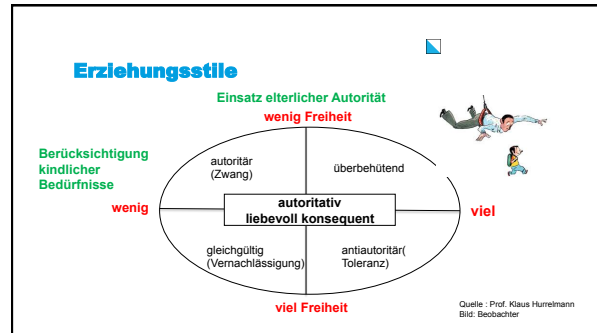 Erziehungsstile
Einsatz elterlicher Autorität
wenig Freiheit
Berücksichtigung
kindlicher
Bedürfnisse
autoritär
(Zwang)
überbehütend
wenig
autoritativ
liebevoll konsequent
viel
gleichgültig
(Vernachlässigung)
antiautoritär(
Toleranz)
viel Freiheit
Quelle : Prof. Klaus Hurrelmann
Bild: Beobachter